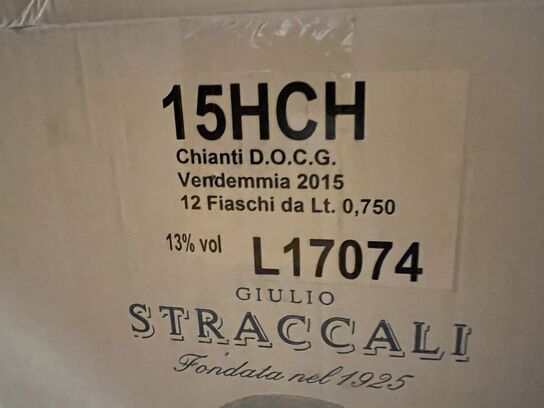 15HCH
Chianti D.O.C.G.
Vendemmia 2015
12 Fiaschi da Lt. 0,750
13% vol L17074
GIULIO
STRACCALI
Fondata nel 1925